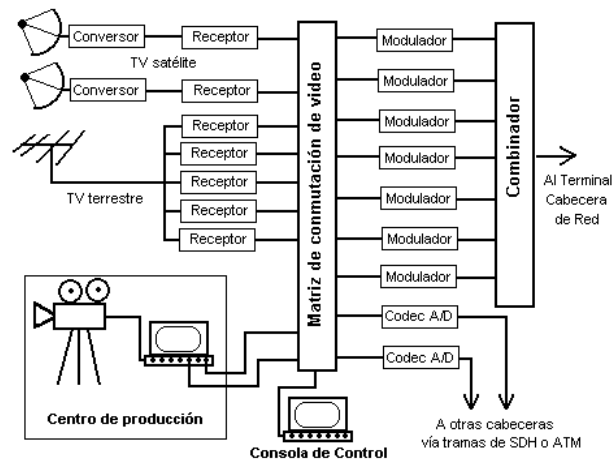 Conversor
Receptor
TV satélite
Conversor
Receptor
Receptor
Receptor
Receptor
Receptor
Receptor
TV terrestre
Centro de producción
Matriz de conmutación de video
Consola de Control
Modulador
Modulador
Modulador
Modulador
Modulador
Modulador
Modulador
Codec A/D
Codec A/D
Combinador
Al Terminal
Cabecera
de Red
A otras cabeceras
vía tramas de SDH o ATM